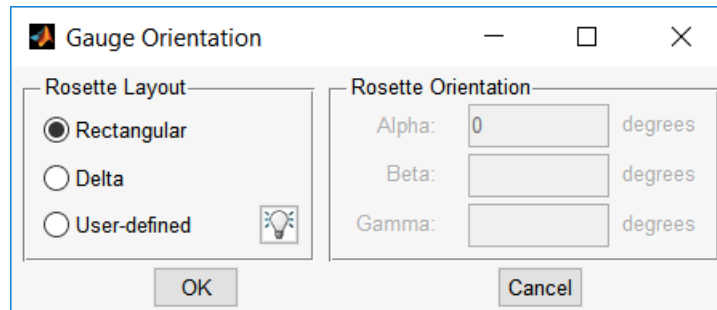 Gauge Orientation
Rosette Layout
Rectangular
Delta
User-defined
Rosette Orientation
Alpha: 0 degrees
Beta: degrees
Gamma: degrees
OK
Cancel